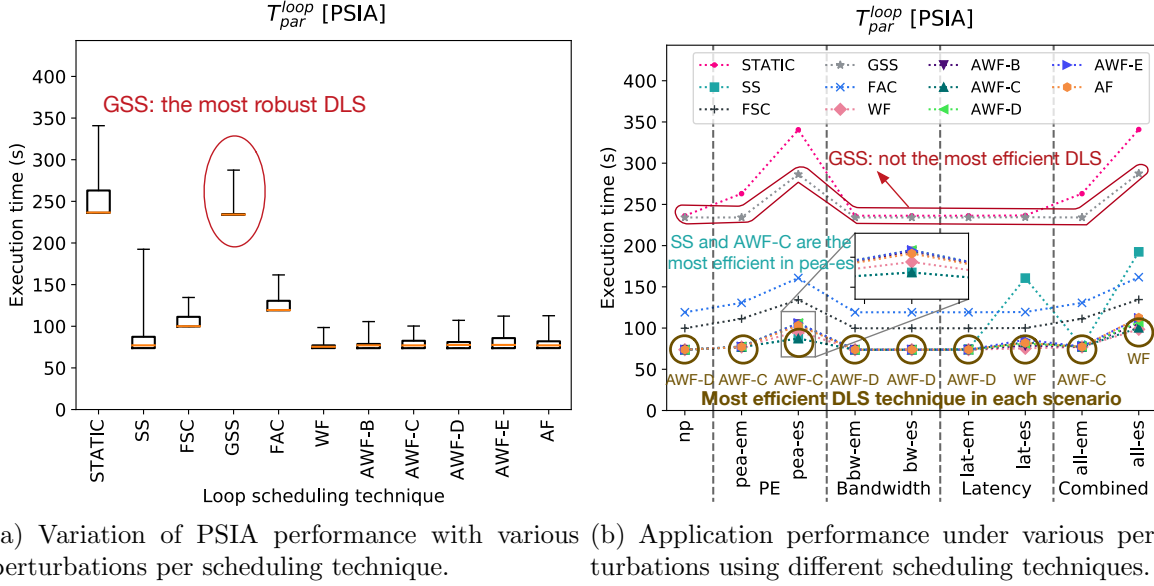 T_par^loop [PSIA]
Execution time (s)
400
350
300
250
200
150
100
50
0
GSS: the most robust DLS
STATIC
SS
FSC
GSS
FAC
WF
AWF-B
AWF-C
AWF-D
AWF-E
AF
Loop scheduling technique
a) Variation of PSIA performance with various
perturbations per scheduling technique.
T_par^loop [PSIA]
Execution time (s)
400
350
300
250
200
150
100
50
0
STATIC
SS
FSC
GSS
FAC
WF
AWF-B
AWF-C
AWF-D
AWF-E
AF
GSS: not the most efficient DLS
SS and AWF-C are the
most efficient in pea-es
AWF-D
AWF-C
AWF-C
AWF-D
AWF-D
AWF-D
WF
AWF-C
WF
Most efficient DLS technique in each scenario
np
pea-em
pea-es
bw-em
bw-es
lat-em
lat-es
all-em
all-es
PE
Bandwidth
Latency
Combined
(b) Application performance under various per
turbations using different scheduling techniques.